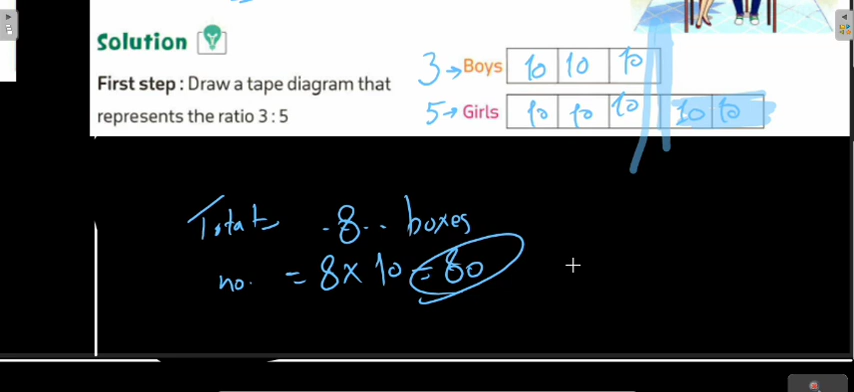 Solution
First step : Draw a tape diagram that
represents the ratio 3 : 5
3 → Boys 10 10 10
5 → Girls 10 10 10 10 10
Total .8.. boxes
no. = 8 × 10 = 80